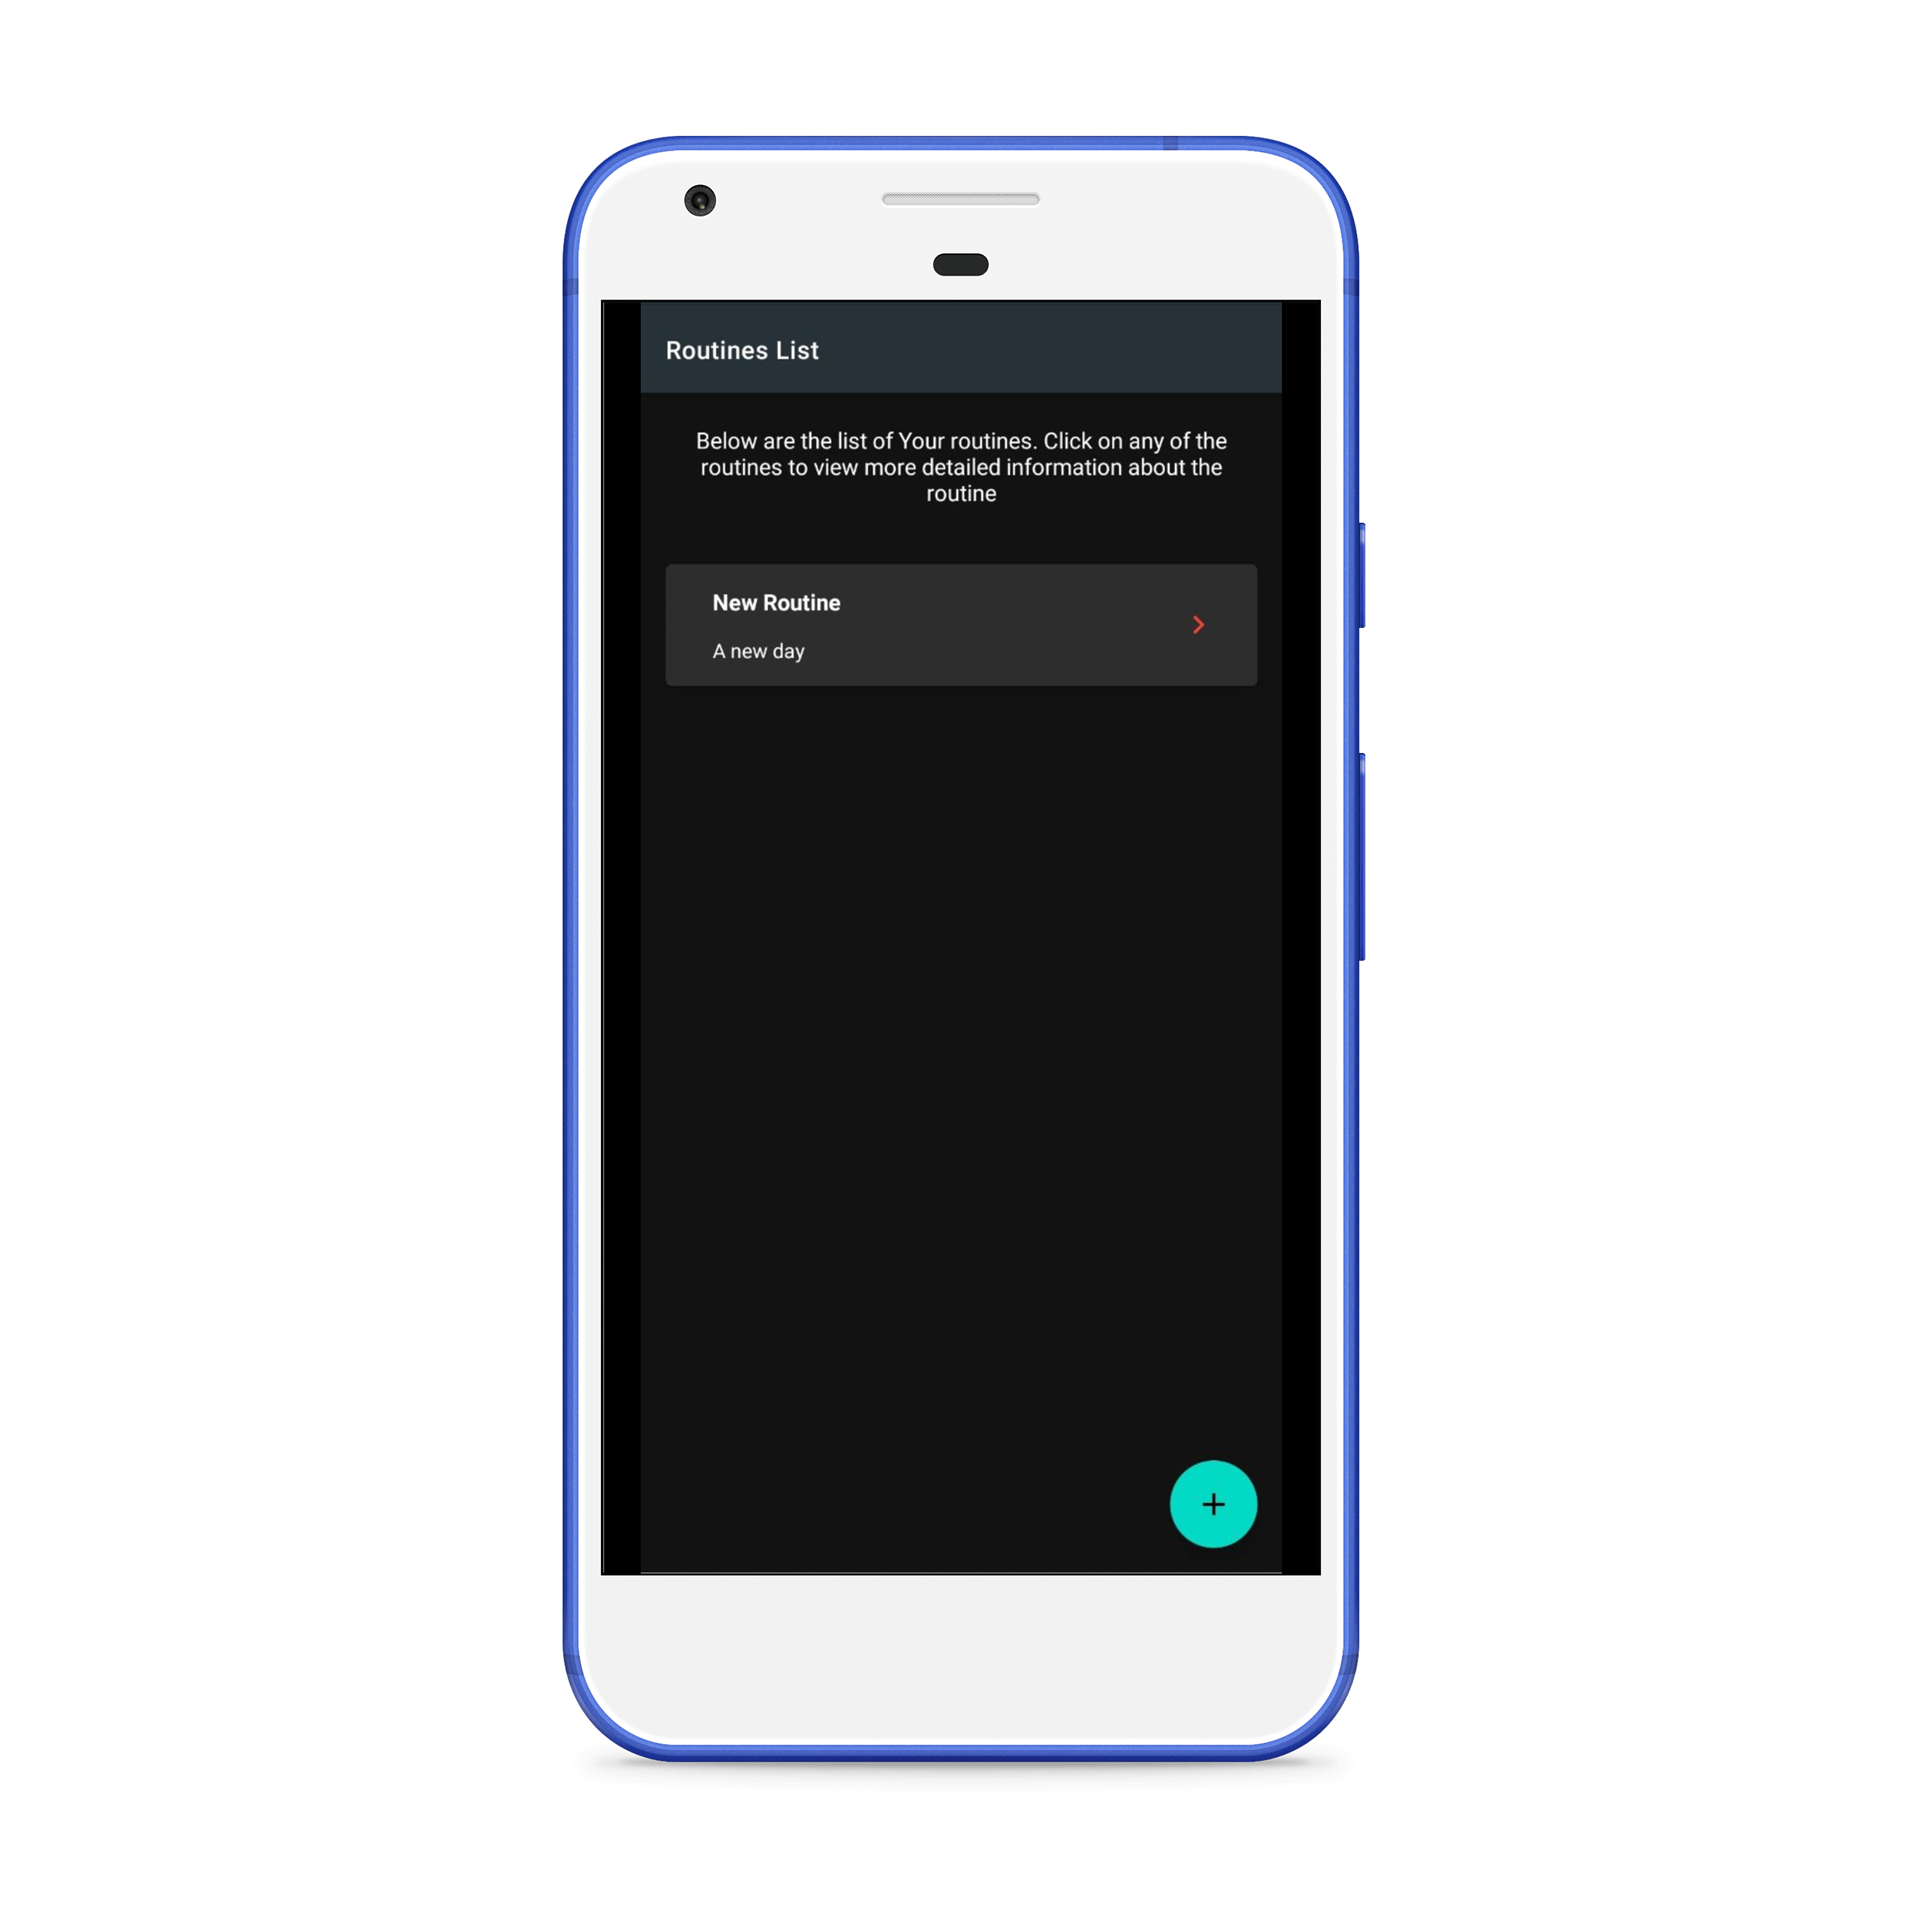 Routines List
Below are the list of Your routines. Click on any of the
routines to view more detailed information about the
routine
New Routine
A new day